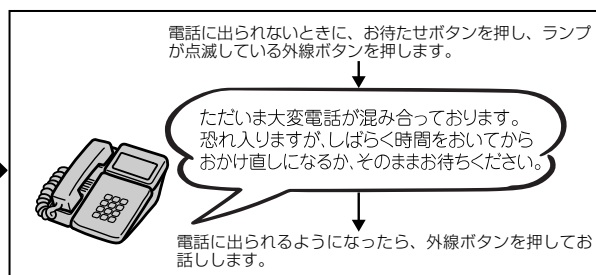 電話に出られないときに、お待たせボタンを押し、ランプ
が点滅している外線ボタンを押します。
ただいま大変電話が混み合っております。
恐れ入りますが、しばらく時間をおいてから
おかけ直しになるか、そのままお待ちください。
電話に出られるようになったら、外線ボタンを押してお
話しします。